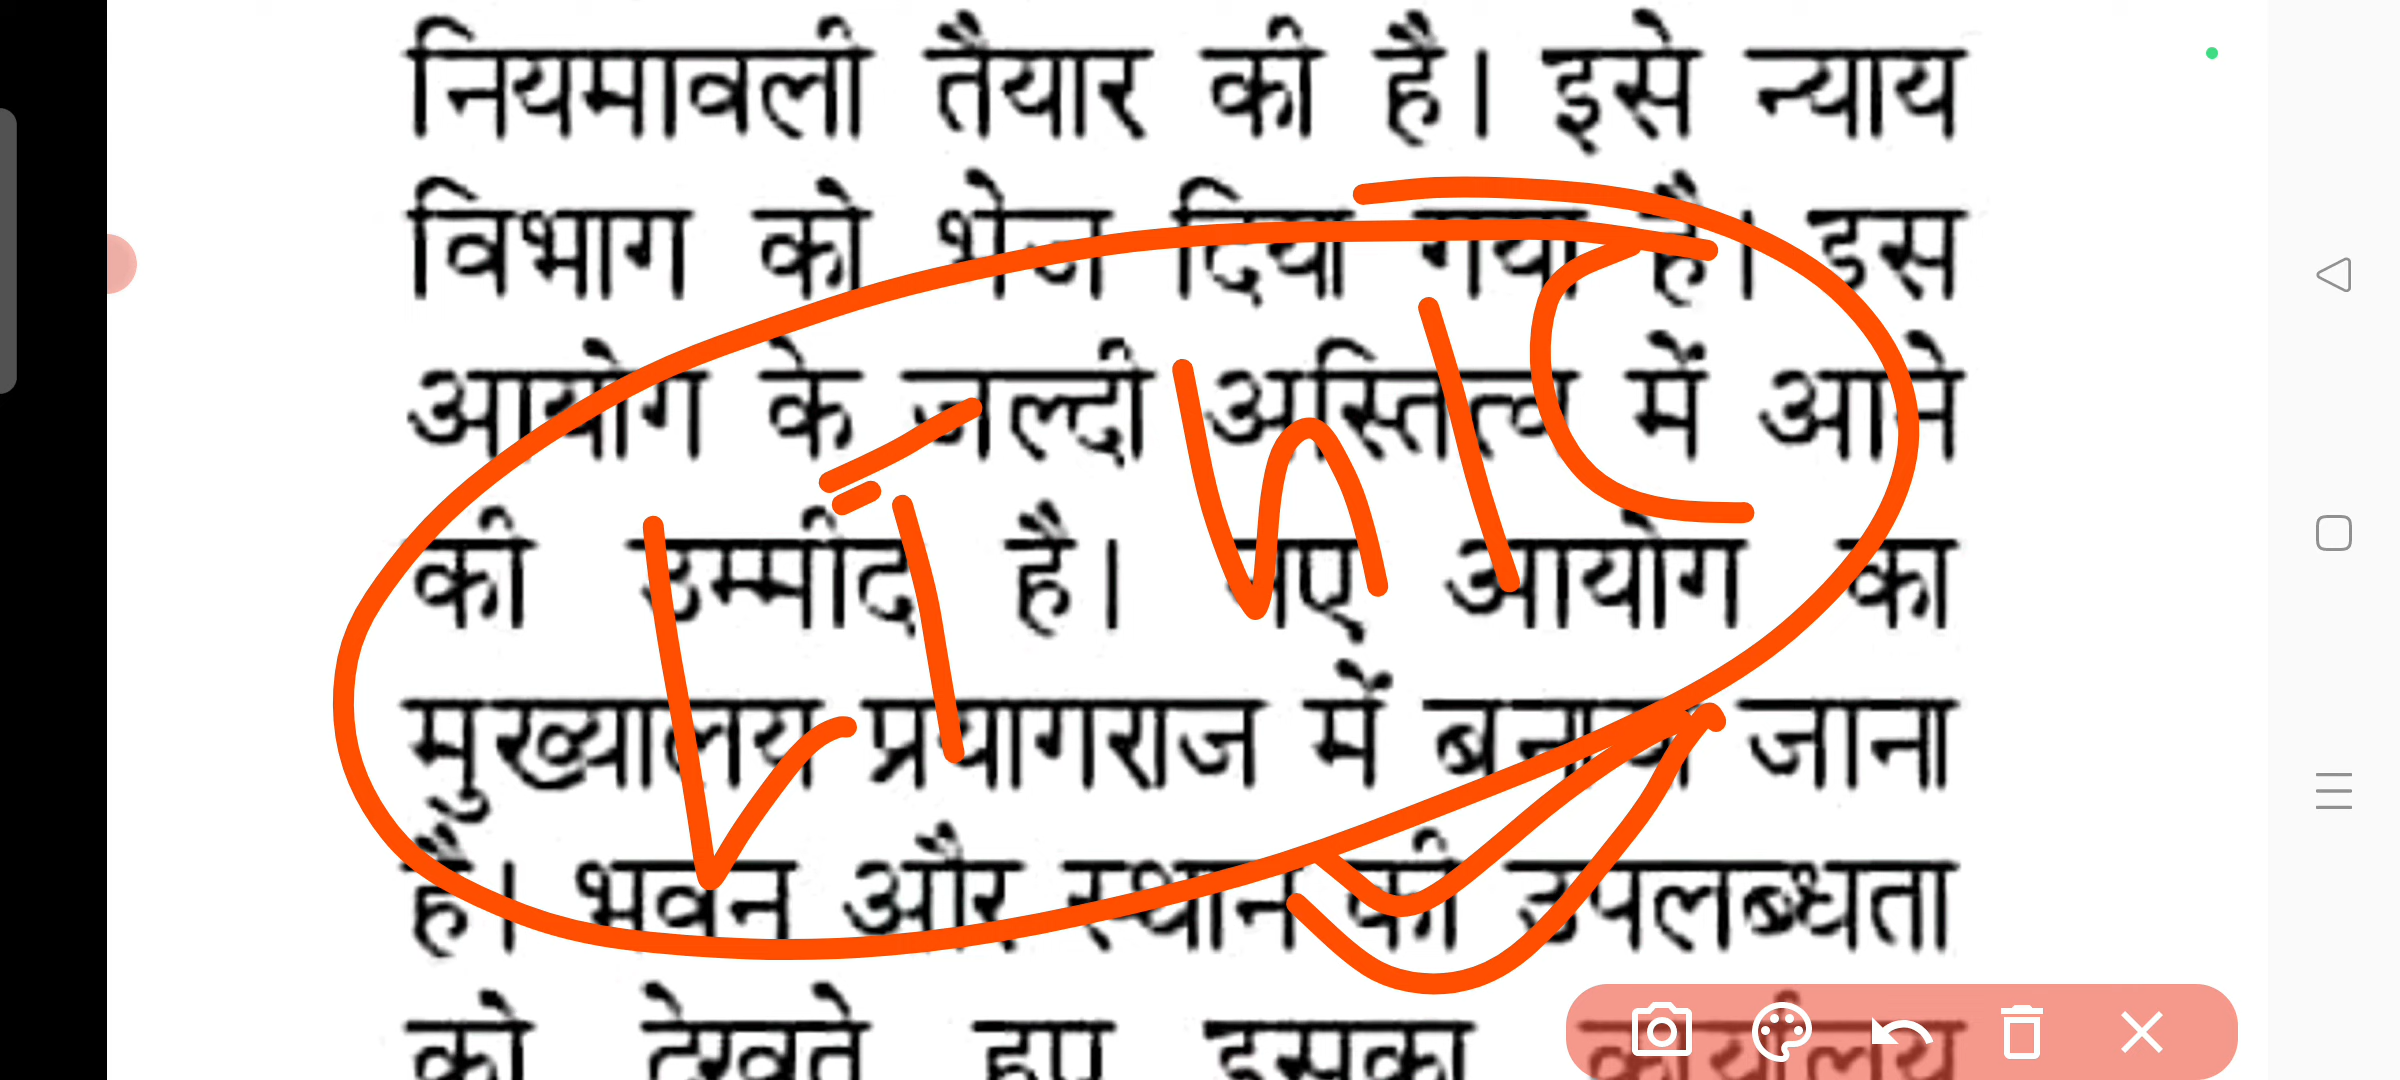 नियमावली तैयार की है। इसे न्याय
विभाग को भेज दिया गया है। इस
आयोग के जल्दी अस्तित्व में आने
की उम्मीद है। नए आयोग का
मुख्यालय प्रयागराज में बनाया जाना
है। भवन और स्थान की उपलब्धता
को देखते हुए इसका कार्यालय